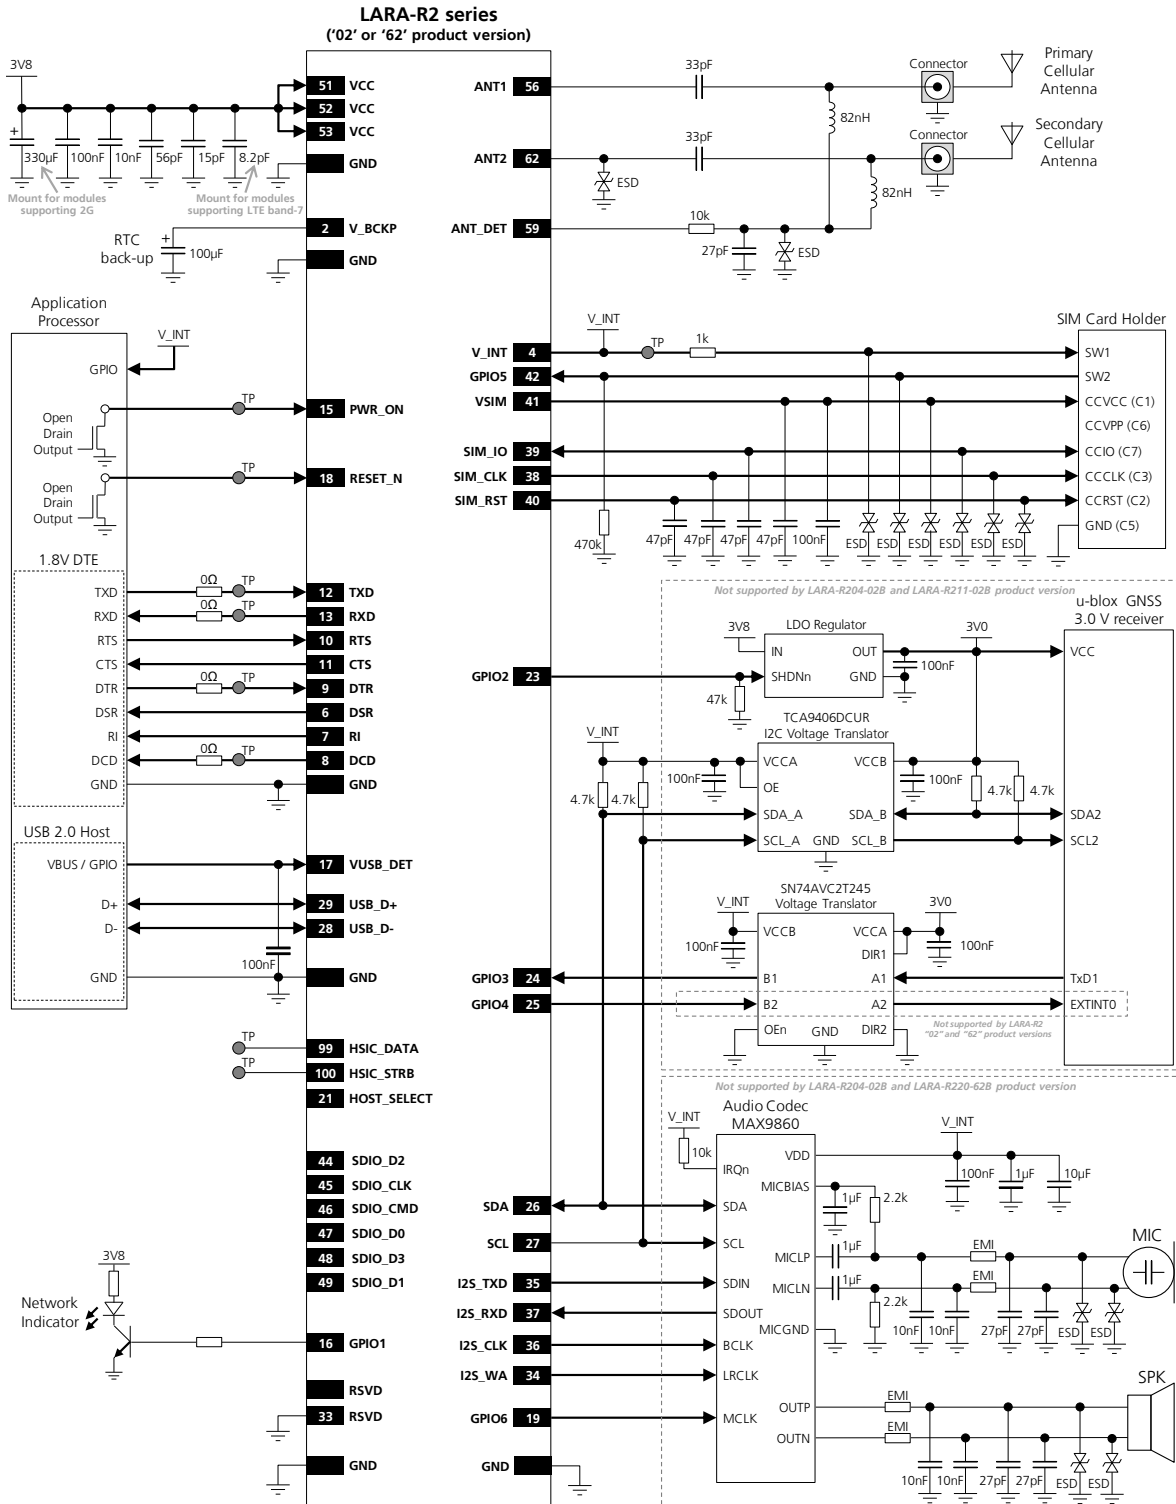 LARA-R2 series
('02' or '62' product version)
3V8
330µF
100nF
10nF
56pF
15pF
8.2pF
Mount for modules
supporting 2G
Mount for modules
supporting LTE band-7
51 VCC
52 VCC
53 VCC
GND
RTC
back-up
100µF
2 V_BCKP
GND
ANT1 56
33pF
Connector
Primary
Cellular
Antenna
82nH
ANT2 62
33pF
Connector
Secondary
Cellular
Antenna
ESD
82nH
ANT_DET 59
10k
27pF
ESD
Application
Processor
V_INT
GPIO
Open
Drain
Output
TP
15 PWR_ON
Open
Drain
Output
TP
18 RESET_N
SIM Card Holder
V_INT
V_INT 4
TP
1k
SW1
GPIO5 42
SW2
VSIM 41
CCVCC (C1)
CCVPP (C6)
SIM_IO 39
CCIO (C7)
SIM_CLK 38
CCCLK (C3)
SIM_RST 40
CCRST (C2)
GND (C5)
470k
47pF
47pF
47pF
47pF
100nF
ESD
ESD
ESD
ESD
ESD
ESD
1.8V DTE
TXD
0Ω
TP
12 TXD
RXD
0Ω
TP
13 RXD
RTS
10 RTS
CTS
11 CTS
DTR
0Ω
TP
9 DTR
DSR
6 DSR
RI
7 RI
DCD
0Ω
TP
8 DCD
GND
GND
USB 2.0 Host
VBUS / GPIO
17 VUSB_DET
D+
29 USB_D+
D-
28 USB_D-
100nF
GND
GND
Not supported by LARA-R204-02B and LARA-R211-02B product version
u-blox GNSS
3.0 V receiver
3V8
LDO Regulator
3V0
IN
OUT
VCC
GPIO2 23
SHDNn
GND
100nF
47k
TCA9406DCUR
I2C Voltage Translator
V_INT
VCCA
VCCB
100nF
100nF
OE
4.7k
4.7k
4.7k
4.7k
SDA_A
SDA_B
SDA2
SCL_A
GND
SCL_B
SCL2
SN74AVC2T245
Voltage Translator
V_INT
3V0
VCCB
VCCA
100nF
100nF
DIR1
GPIO3 24
B1
A1
TxD1
GPIO4 25
B2
A2
EXTINT0
OEn
GND
DIR2
Not supported by LARA-R2
"02" and "62" product versions
TP
99 HSIC_DATA
TP
100 HSIC_STRB
21 HOST_SELECT
44 SDIO_D2
45 SDIO_CLK
46 SDIO_CMD
47 SDIO_D0
48 SDIO_D3
49 SDIO_D1
3V8
Network
Indicator
16 GPIO1
RSVD
33 RSVD
GND
GND
Not supported by LARA-R204-02B and LARA-R220-62B product version
Audio Codec
MAX9860
V_INT
10k
IRQn
VDD
V_INT
100nF
1µF
10µF
MICBIAS
1µF
2.2k
SDA 26
SDA
SCL 27
SCL
MICLP
1µF
EMI
MIC
I2S_TXD 35
SDIN
MICLN
1µF
EMI
I2S_RXD 37
SDOUT
2.2k
MICGND
10nF
10nF
27pF
27pF
ESD
ESD
I2S_CLK 36
BCLK
I2S_WA 34
LRCLK
SPK
OUTP
EMI
GPIO6 19
MCLK
OUTN
EMI
10nF
10nF
27pF
27pF
ESD
ESD